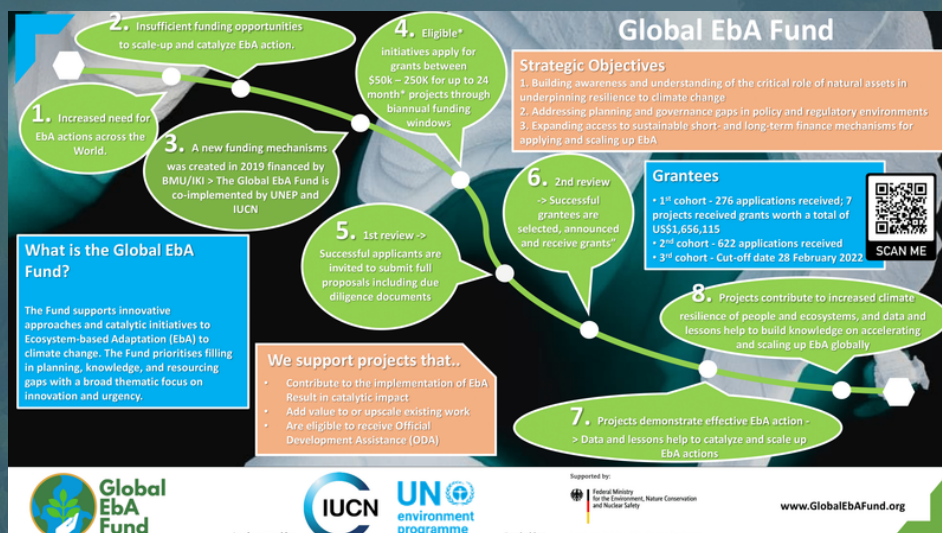 Global EbA Fund
2. Insufficient funding opportunities
to scale-up and catalyze EbA action.
1. Increased need for
EbA actions across the
World.
3. A new funding mechanisms
was created in 2019 financed by
BMU/IKI > The Global EbA Fund is
co-implemented by UNEP and
IUCN
4. Eligible*
initiatives apply for
grants between
$50k – 250K for up to 24
month* projects through
biannual funding
windows
Strategic Objectives
1. Building awareness and understanding of the critical role of natural assets in
underpinning resilience to climate change
2. Addressing planning and governance gaps in policy and regulatory environments
3. Expanding access to sustainable short- and long-term finance mechanisms for
applying and scaling up EbA
5. 1st review ->
Successful applicants are
invited to submit full
proposals including due
diligence documents
6. 2nd review
-> Successful
grantees are
selected, announced
and receive grants"
Grantees
• 1st cohort - 276 applications received; 7
projects received grants worth a total of
US$1,656,115
• 2nd cohort - 622 applications received
• 3rd cohort - Cut-off date 28 February 2022
SCAN ME
What is the Global EbA
Fund?
The Fund supports innovative
approaches and catalytic initiatives to
Ecosystem-based Adaptation (EbA) to
climate change. The Fund prioritises filling
in planning, knowledge, and resourcing
gaps with a broad thematic focus on
innovation and urgency.
We support projects that..
• Contribute to the implementation of EbA
Result in catalytic impact
• Add value to or upscale existing work
• Are eligible to receive Official
Development Assistance (ODA)
8. Projects contribute to increased climate
resilience of people and ecosystems, and data and
lessons help to build knowledge on accelerating
and scaling up EbA globally
7. Projects demonstrate effective EbA action -
> Data and lessons help to catalyze and scale up
EbA actions
Global
EbA
Fund
IUCN
UN
environment
programme
Supported by:
Federal Ministry
for the Environment, Nature Conservation
and Nuclear Safety
www.GlobalEbAFund.org